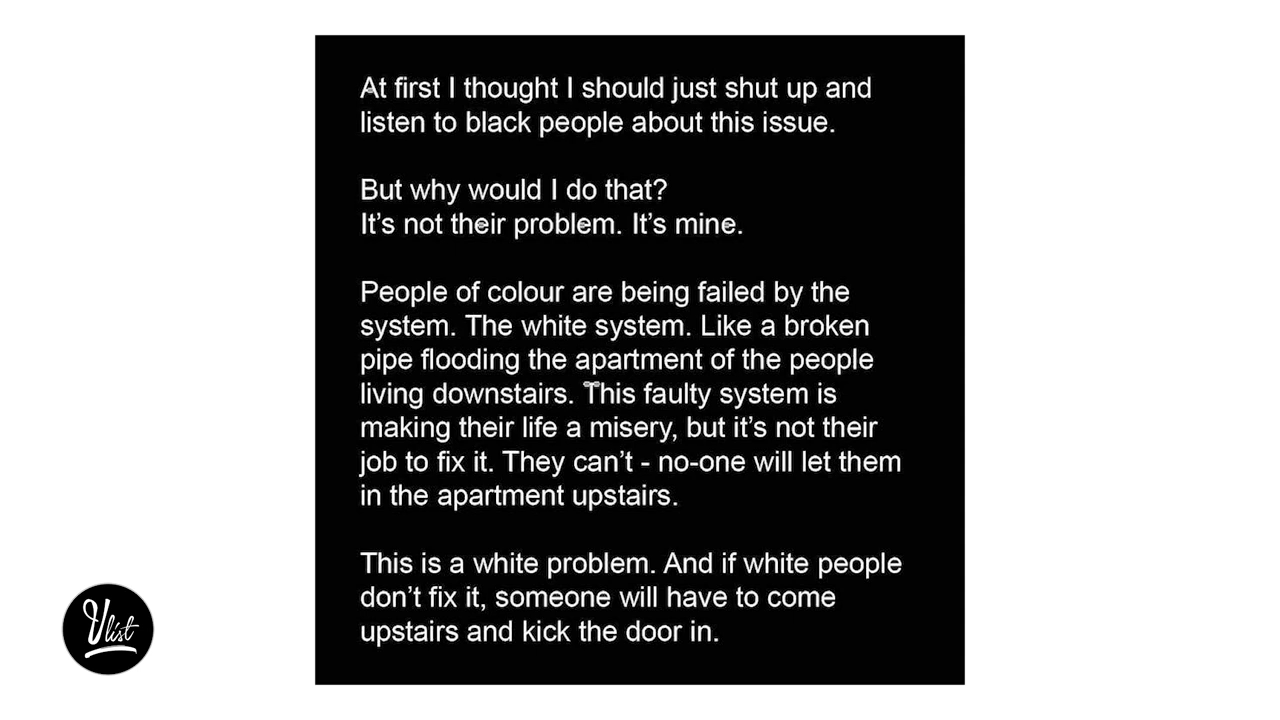 At first I thought I should just shut up and
listen to black people about this issue.
But why would I do that?
It's not their problem. It's mine.
People of colour are being failed by the
system. The white system. Like a broken
pipe flooding the apartment of the people
living downstairs. This faulty system is
making their life a misery, but it's not their
job to fix it. They can't - no-one will let them
in the apartment upstairs.
This is a white problem. And if white people
don't fix it, someone will have to come
upstairs and kick the door in.
Vlist